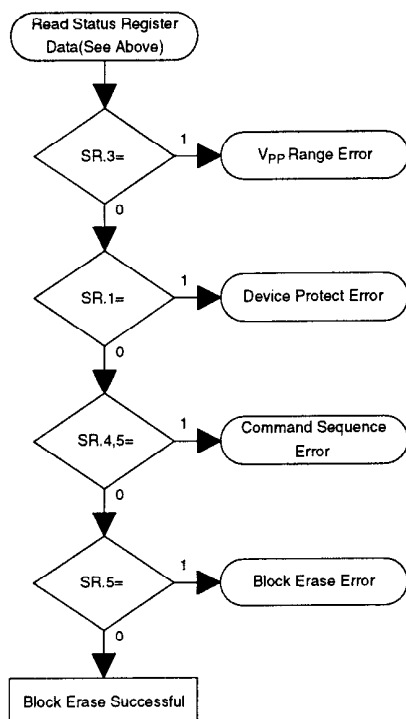 Read Status Register
Data(See Above)
SR.3=
1
VPP Range Error
0
SR.1=
1
Device Protect Error
0
SR.4,5=
1
Command Sequence
Error
0
SR.5=
1
Block Erase Error
0
Block Erase Successful